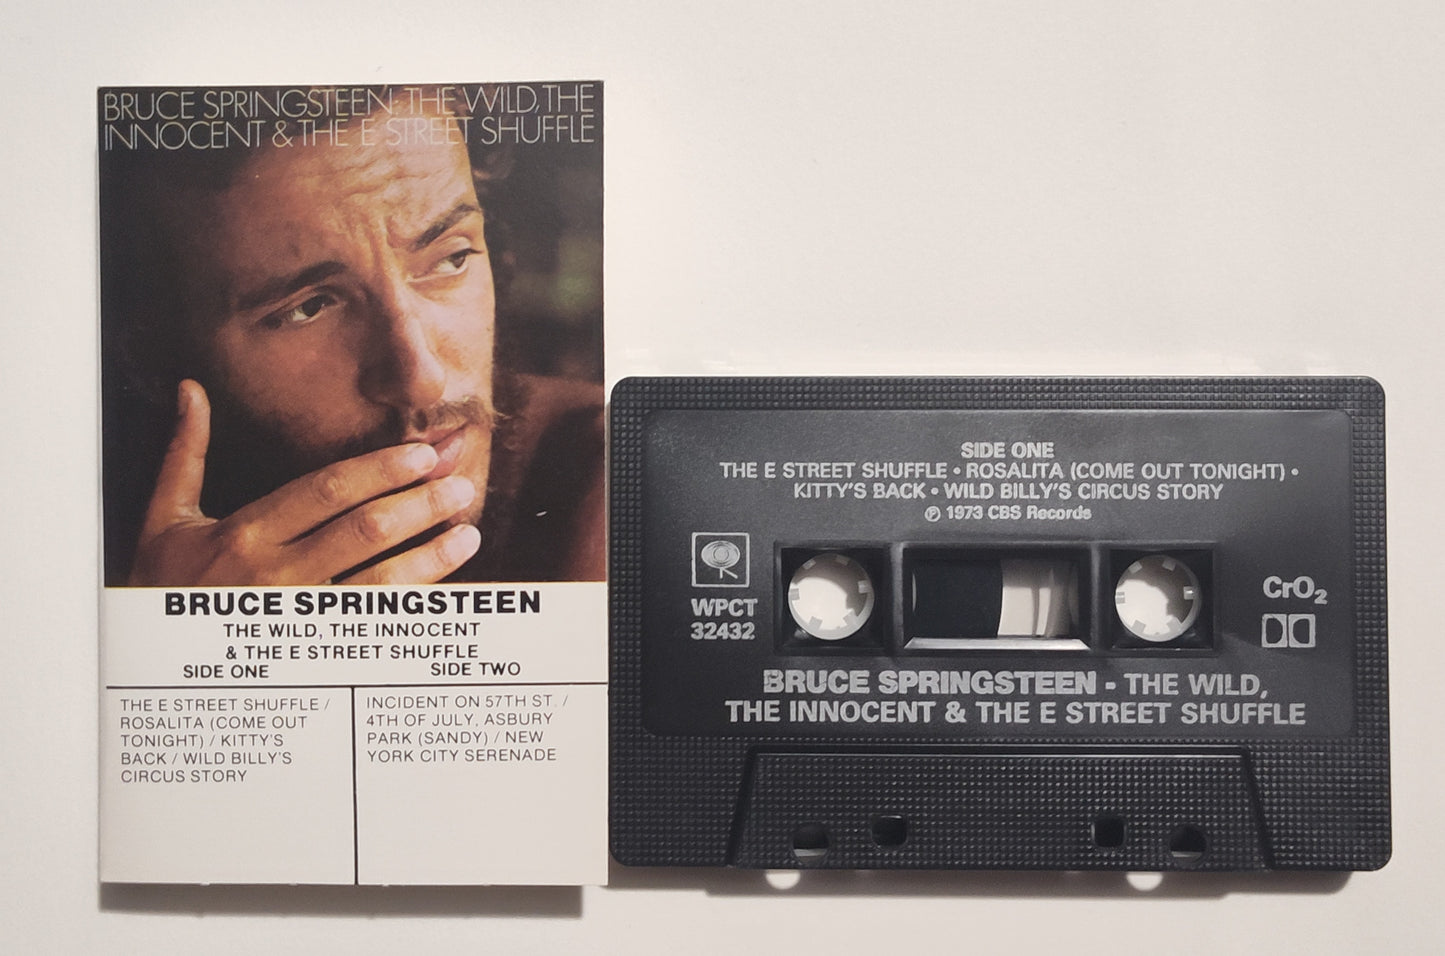 BRUCE SPRINGSTEEN: THE WILD, THE
INNOCENT & THE E STREET SHUFFLE
BRUCE SPRINGSTEEN
THE WILD, THE INNOCENT
& THE E STREET SHUFFLE
SIDE ONE
SIDE TWO
THE E STREET SHUFFLE /
ROSALITA (COME OUT
TONIGHT) / KITTY'S
BACK / WILD BILLY'S
CIRCUS STORY
INCIDENT ON 57TH ST. /
4TH OF JULY, ASBURY
PARK (SANDY) / NEW
YORK CITY SERENADE
SIDE ONE
THE E STREET SHUFFLE • ROSALITA (COME OUT TONIGHT) •
KITTY'S BACK • WILD BILLY'S CIRCUS STORY
℗ 1973 CBS Records
WPCT
32432
CrO₂
BRUCE SPRINGSTEEN - THE WILD,
THE INNOCENT & THE E STREET SHUFFLE